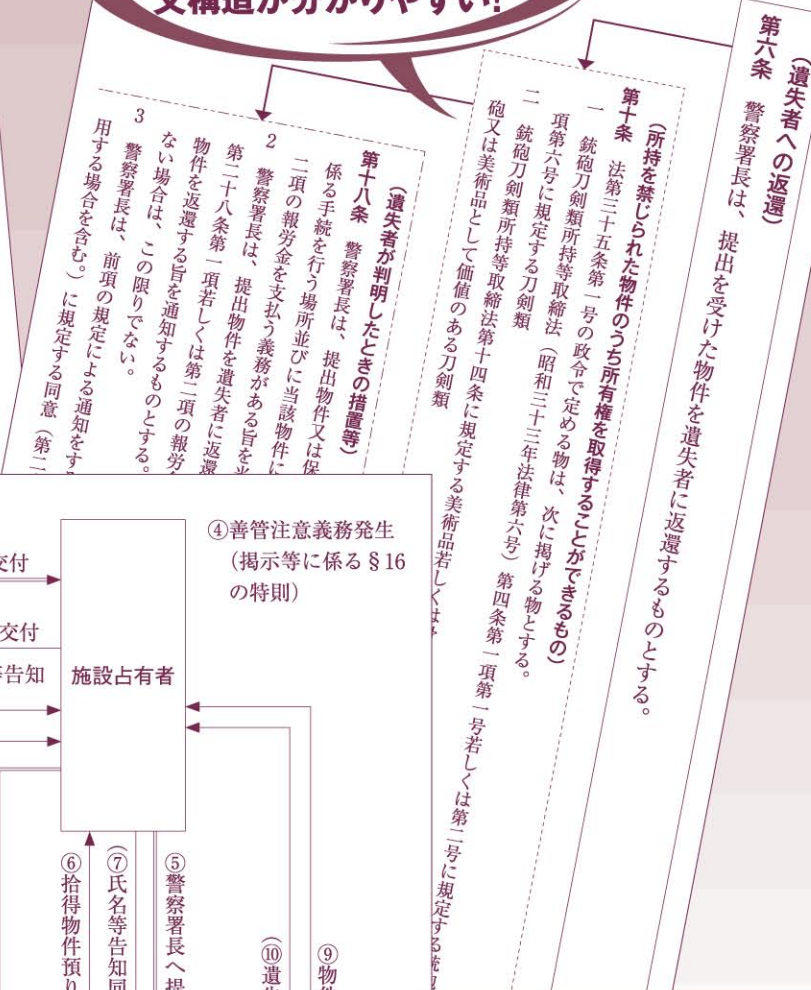 文構造が分かりやすい!
（遺失者への返還）
第六条　警察署長は、提出を受けた物件を遺失者に返還するものとする。
（所持を禁じられた物件のうち所有権を取得することができるもの）
第十条　法第三十五条第一号の政令で定める物は、次に掲げる物とする。
一　銃砲刀剣類所持等取締法（昭和三十三年法律第六号）第四条第一項第一号若しくは第二号に規定する銃
項第六号に規定する刀剣類
二　銃砲刀剣類所持等取締法第十四条に規定する美術品若しくは
砲又は美術品として価値のある刀剣類
（遺失者が判明したときの措置等）
第十八条　警察署長は、提出物件又は保
係る手続を行う場所並びに当該物件に
二項の報労金を支払う義務がある旨を
2　警察署長は、提出物件を遺失者に返還
第二十八条第一項若しくは第二項の報労
物件を返還する旨を通知するものとする。
ない場合は、この限りでない。
3　警察署長は、前項の規定による通知をす
用する場合を含む。）に規定する同意（第二
交付
交付
告知
施設占有者
④善管注意義務発生
（掲示等に係る§16
の特則）
⑤警察署長へ提
（⑦氏名等告知同
⑥拾得物件預り
⑨物件
（⑩遺失